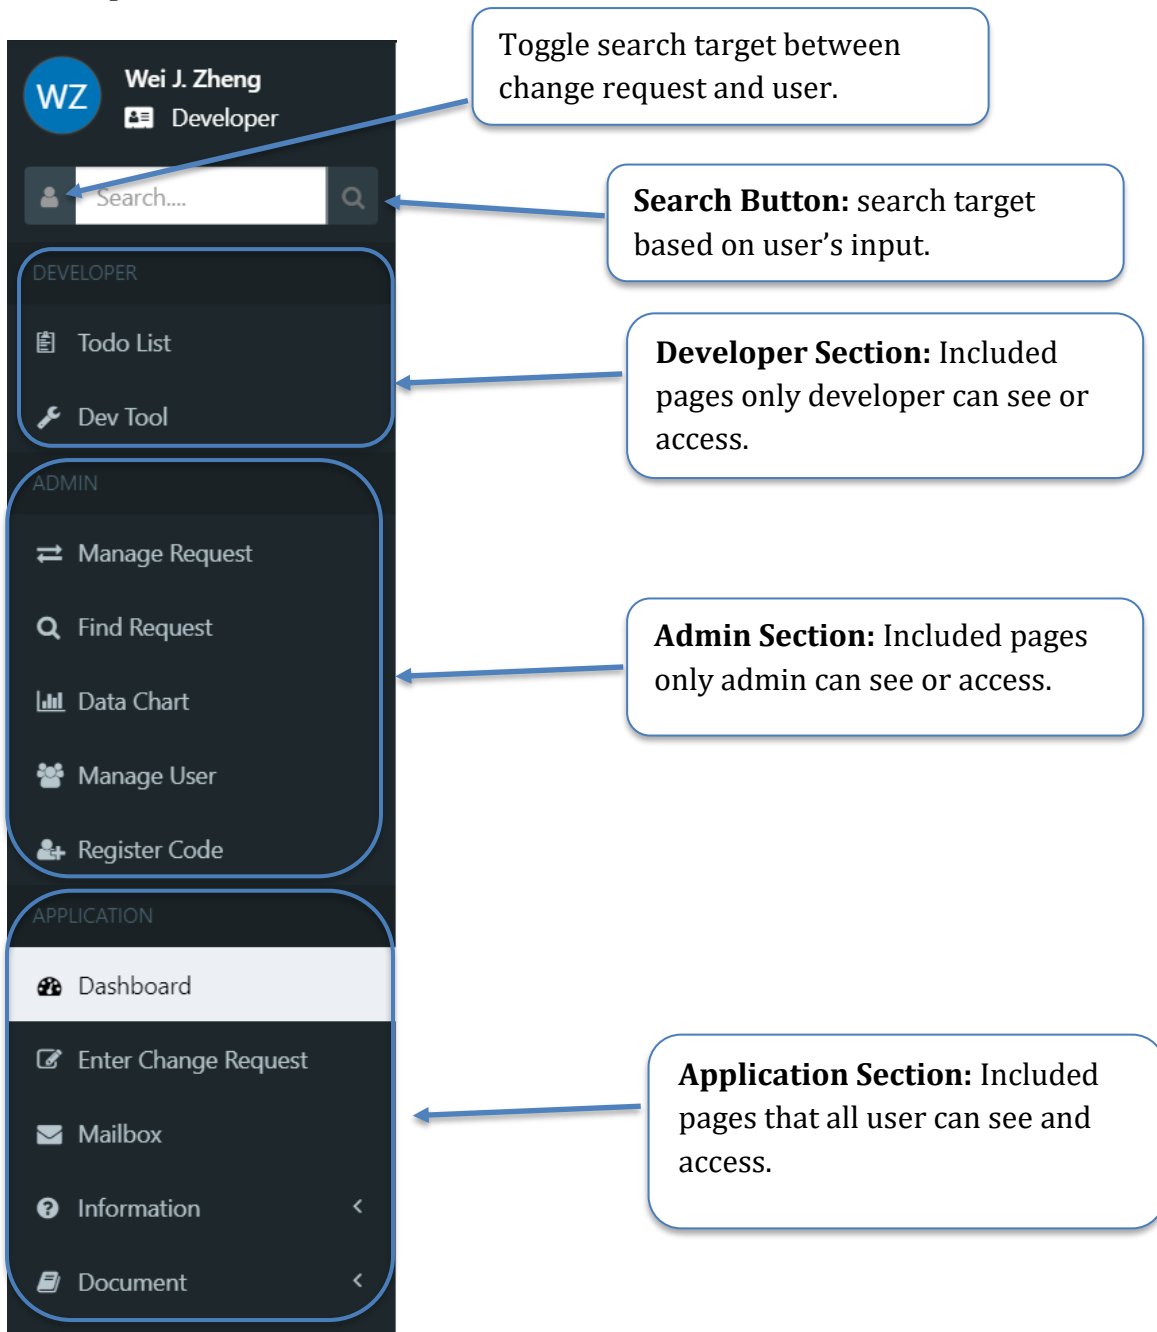 Toggle search target between
change request and user.
WZ
Wei J. Zheng
Developer
Search....
Search Button: search target
based on user's input.
DEVELOPER
Todo List
Dev Tool
Developer Section: Included
pages only developer can see or
access.
ADMIN
Manage Request
Find Request
Data Chart
Manage User
Register Code
Admin Section: Included pages
only admin can see or access.
APPLICATION
Dashboard
Enter Change Request
Mailbox
Information
Document
Application Section: Included
pages that all user can see and
access.